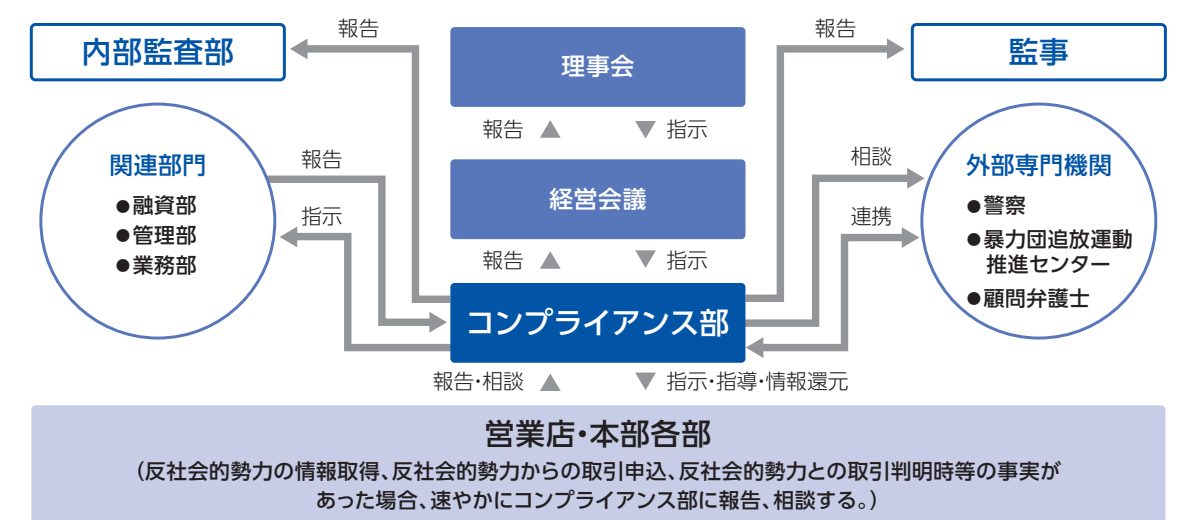 内部監査部
報告
理事会
報告
監事
報告 ▲
▼ 指示
関連部門
●融資部
●管理部
●業務部
報告
指示
経営会議
相談
連携
外部専門機関
●警察
●暴力団追放運動
推進センター
●顧問弁護士
報告 ▲
▼ 指示
コンプライアンス部
報告・相談 ▲
▼ 指示・指導・情報還元
営業店・本部各部
(反社会的勢力の情報取得、反社会的勢力からの取引申込、反社会的勢力との取引判明時等の事実が
あった場合、速やかにコンプライアンス部に報告、相談する。)